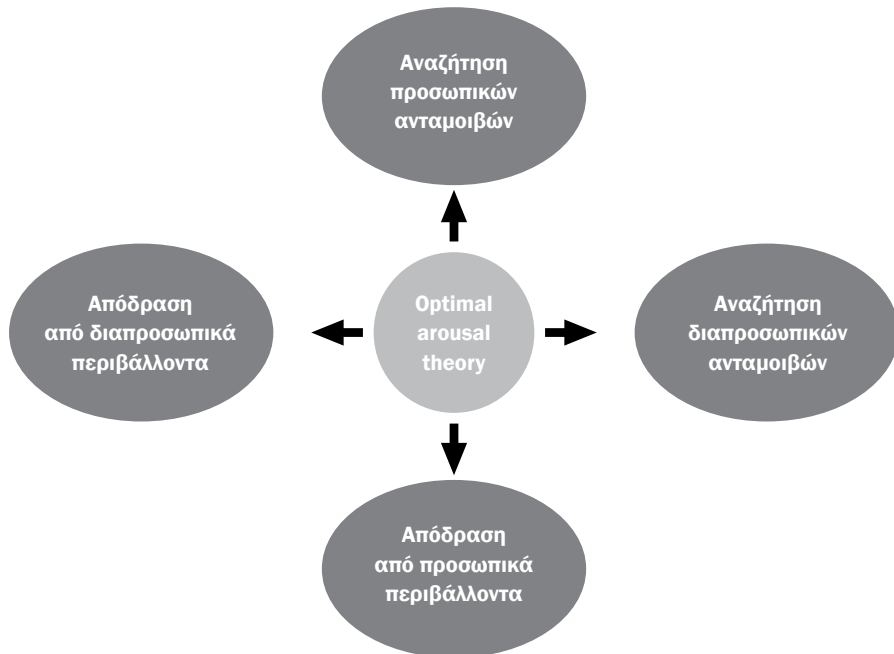 Αναζήτηση
προσωπικών
ανταμοιβών
Απόδραση
από διαπροσωπικά
περιβάλλοντα
Optimal
arousal
theory
Αναζήτηση
διαπροσωπικών
ανταμοιβών
Απόδραση
από προσωπικά
περιβάλλοντα